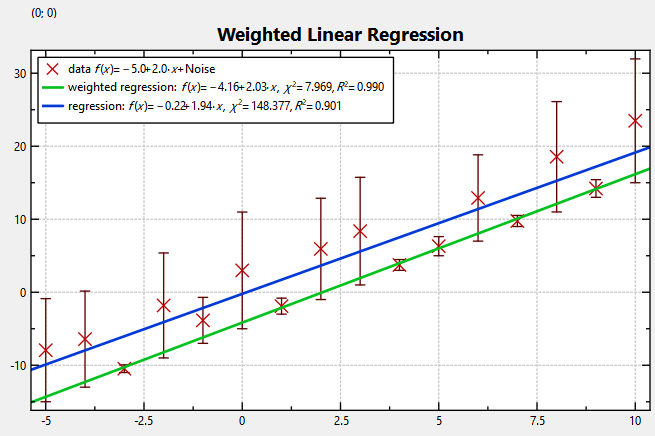 (0; 0)
Weighted Linear Regression
data f(x)= −5.0+2.0·x+Noise
weighted regression: f(x)= −4.16+2.03·x, χ²= 7.969, R²= 0.990
regression: f(x)= −0.22+1.94·x, χ²= 148.377, R²= 0.901
30
20
10
0
-10
-5 -2.5 0 2.5 5 7.5 10